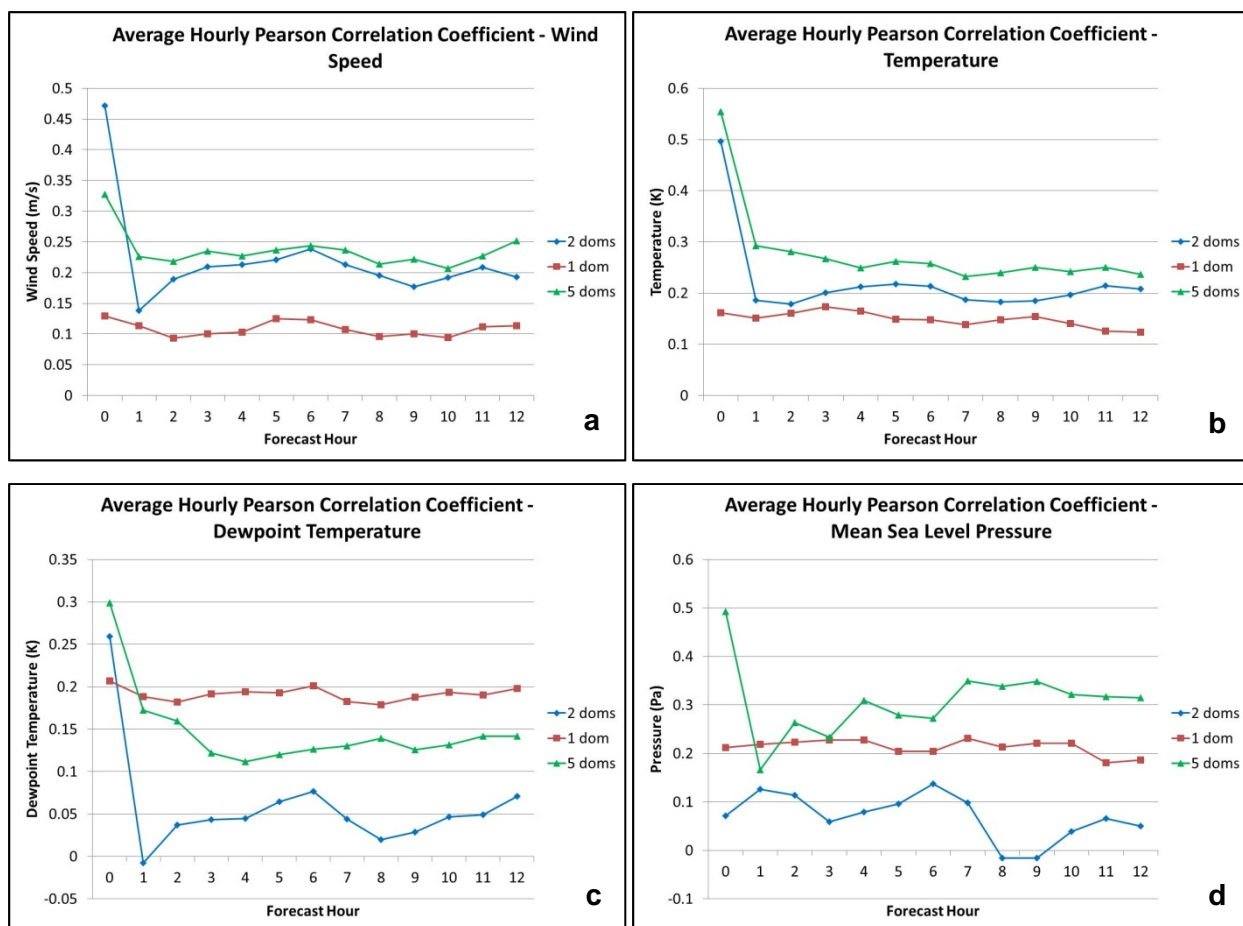 Average Hourly Pearson Correlation Coefficient - Wind
Speed
0.5
0.45
0.4
0.35
0.3
0.25
0.2
0.15
0.1
0.05
0
Wind Speed (m/s)
0 1 2 3 4 5 6 7 8 9 10 11 12
Forecast Hour
2 doms
1 dom
5 doms
a
Average Hourly Pearson Correlation Coefficient -
Temperature
0.6
0.5
0.4
0.3
0.2
0.1
0
Temperature (K)
0 1 2 3 4 5 6 7 8 9 10 11 12
Forecast Hour
2 doms
1 dom
5 doms
b
Average Hourly Pearson Correlation Coefficient -
Dewpoint Temperature
0.35
0.3
0.25
0.2
0.15
0.1
0.05
0
-0.05
Dewpoint Temperature (K)
0 1 2 3 4 5 6 7 8 9 10 11 12
Forecast Hour
2 doms
1 dom
5 doms
c
Average Hourly Pearson Correlation Coefficient -
Mean Sea Level Pressure
0.6
0.5
0.4
0.3
0.2
0.1
0
-0.1
Pressure (Pa)
0 1 2 3 4 5 6 7 8 9 10 11 12
Forecast Hour
2 doms
1 dom
5 doms
d